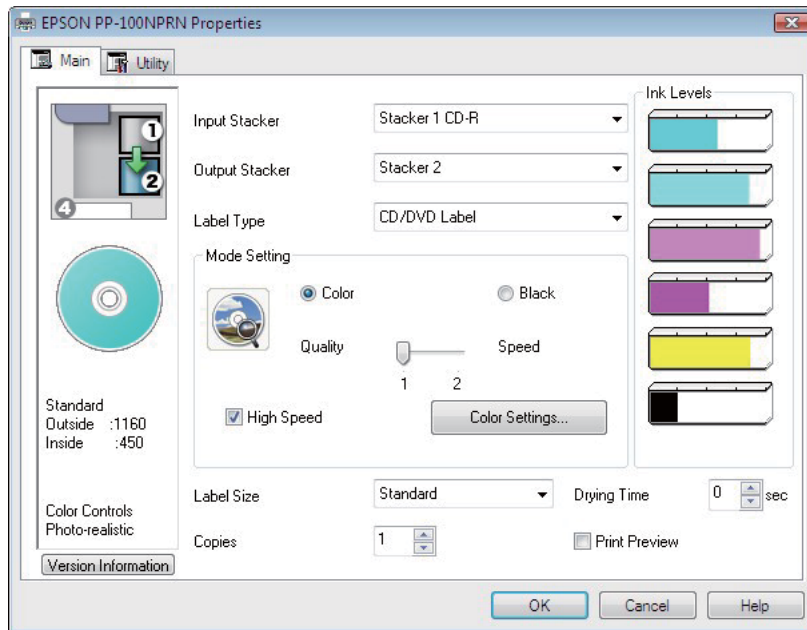 EPSON PP-100NPRN Properties
Main
Utility
1
2
4
Standard
Outside :1160
Inside :450
Color Controls
Photo-realistic
Version Information
Input Stacker
Stacker 1 CD-R
Output Stacker
Stacker 2
Label Type
CD/DVD Label
Mode Setting
Color
Black
Quality
Speed
1 2
High Speed
Color Settings...
Label Size
Standard
Drying Time
0
sec
Copies
1
Print Preview
Ink Levels
OK
Cancel
Help